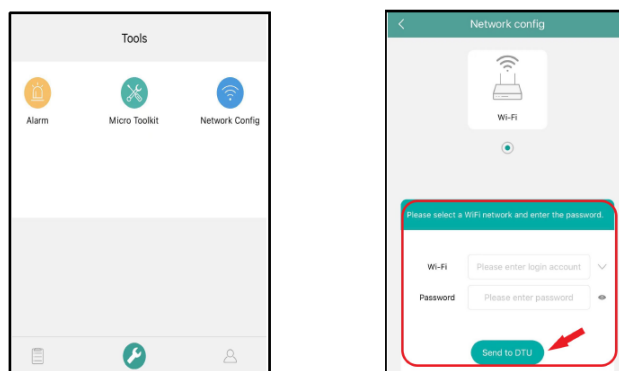 Tools
Alarm
Micro Toolkit
Network Config
Network config
Wi-Fi
Please select a WiFi network and enter the password.
Wi-Fi Please enter login account
Password Please enter password
Send to DTU